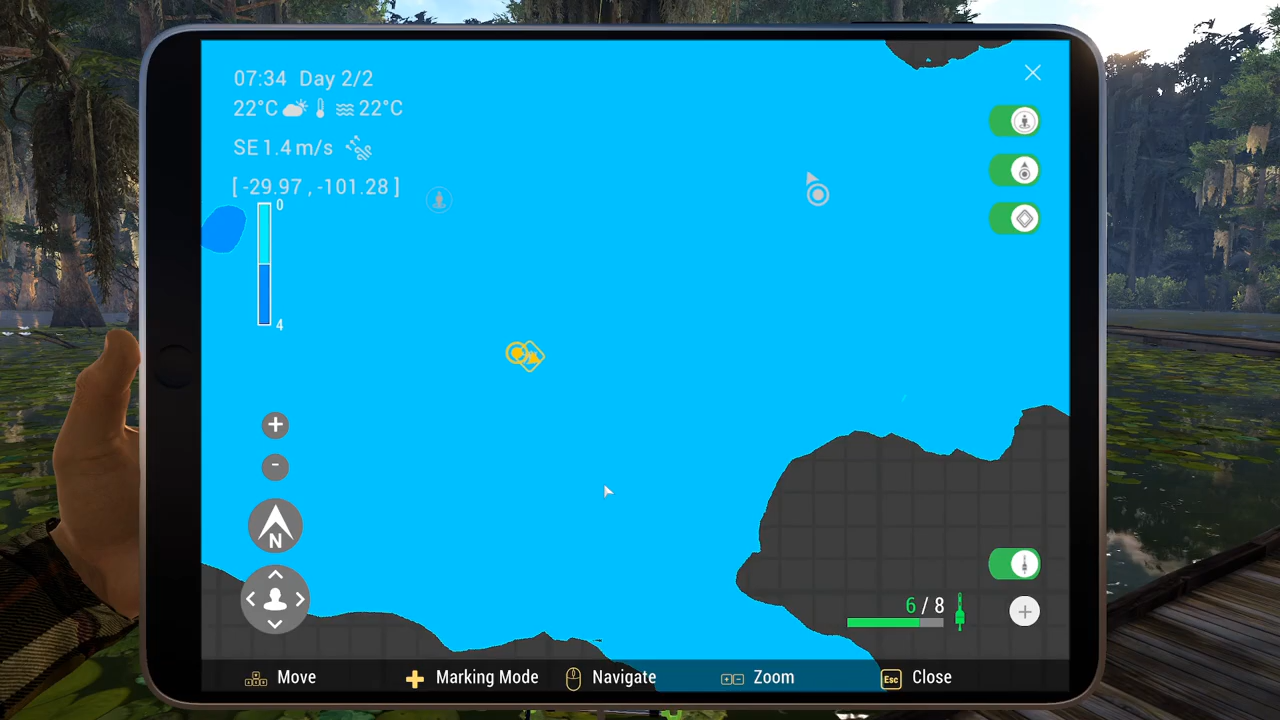 07:34 Day 2/2
22°C 22°C
SE 1.4 m/s
[ -29.97 , -101.28 ]
0
4
+
-
N
6 / 8
+
Move Marking Mode Navigate Zoom Esc Close